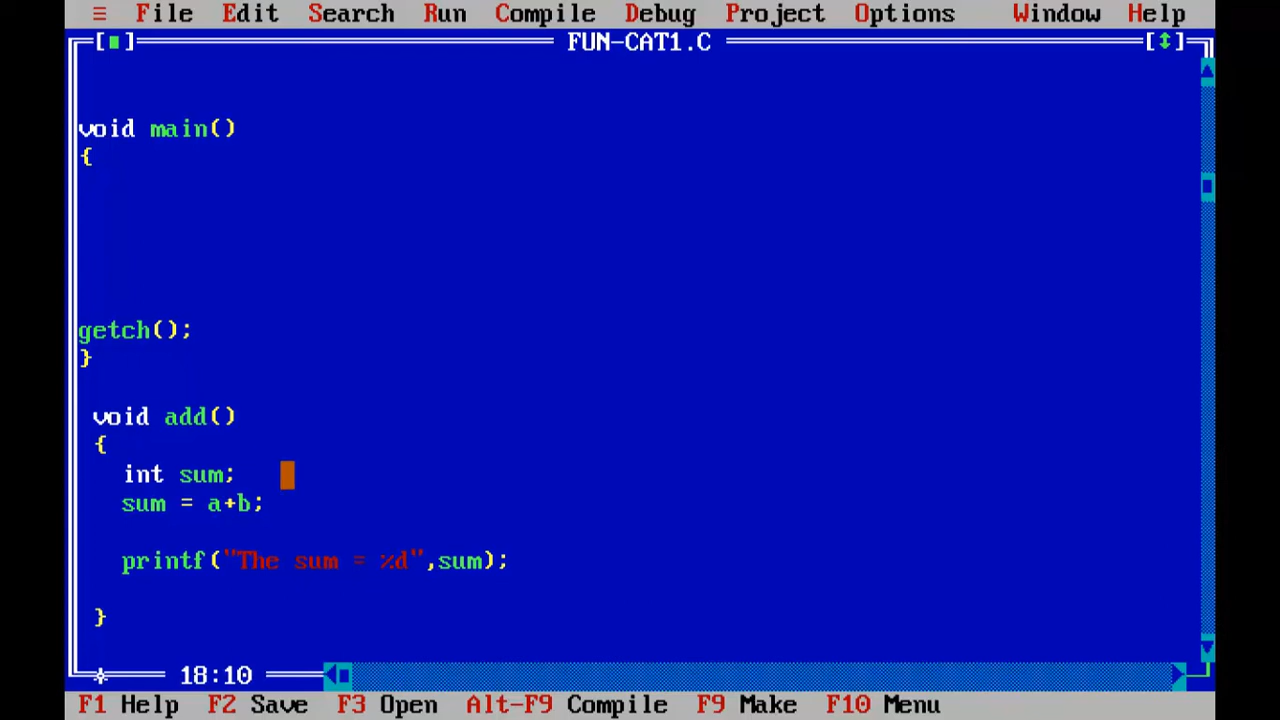 ≡ File Edit Search Run Compile Debug Project Options Window Help
[■] FUN-CAT1.C [↕]
void main()
{
getch();
}
void add()
{
int sum;
sum = a+b;
printf("The sum = %d",sum);
}
18:10
F1 Help F2 Save F3 Open Alt-F9 Compile F9 Make F10 Menu